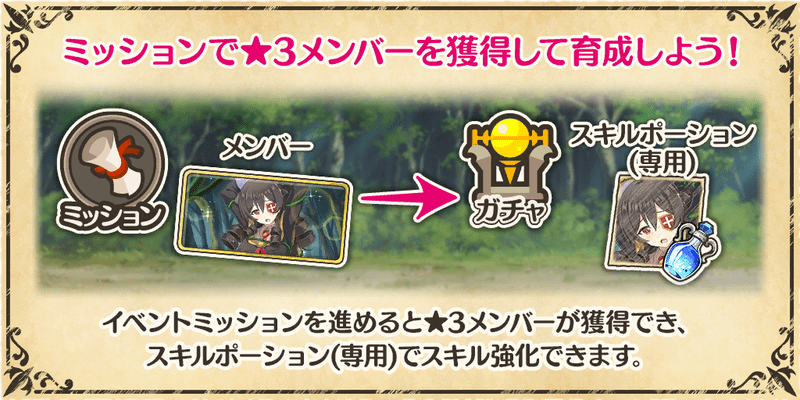 ミッションで★3メンバーを獲得して育成しよう!
ミッション
メンバー
ガチャ
スキルポーション
(専用)
イベントミッションを進めると★3メンバーが獲得でき、
スキルポーション(専用)でスキル強化できます。